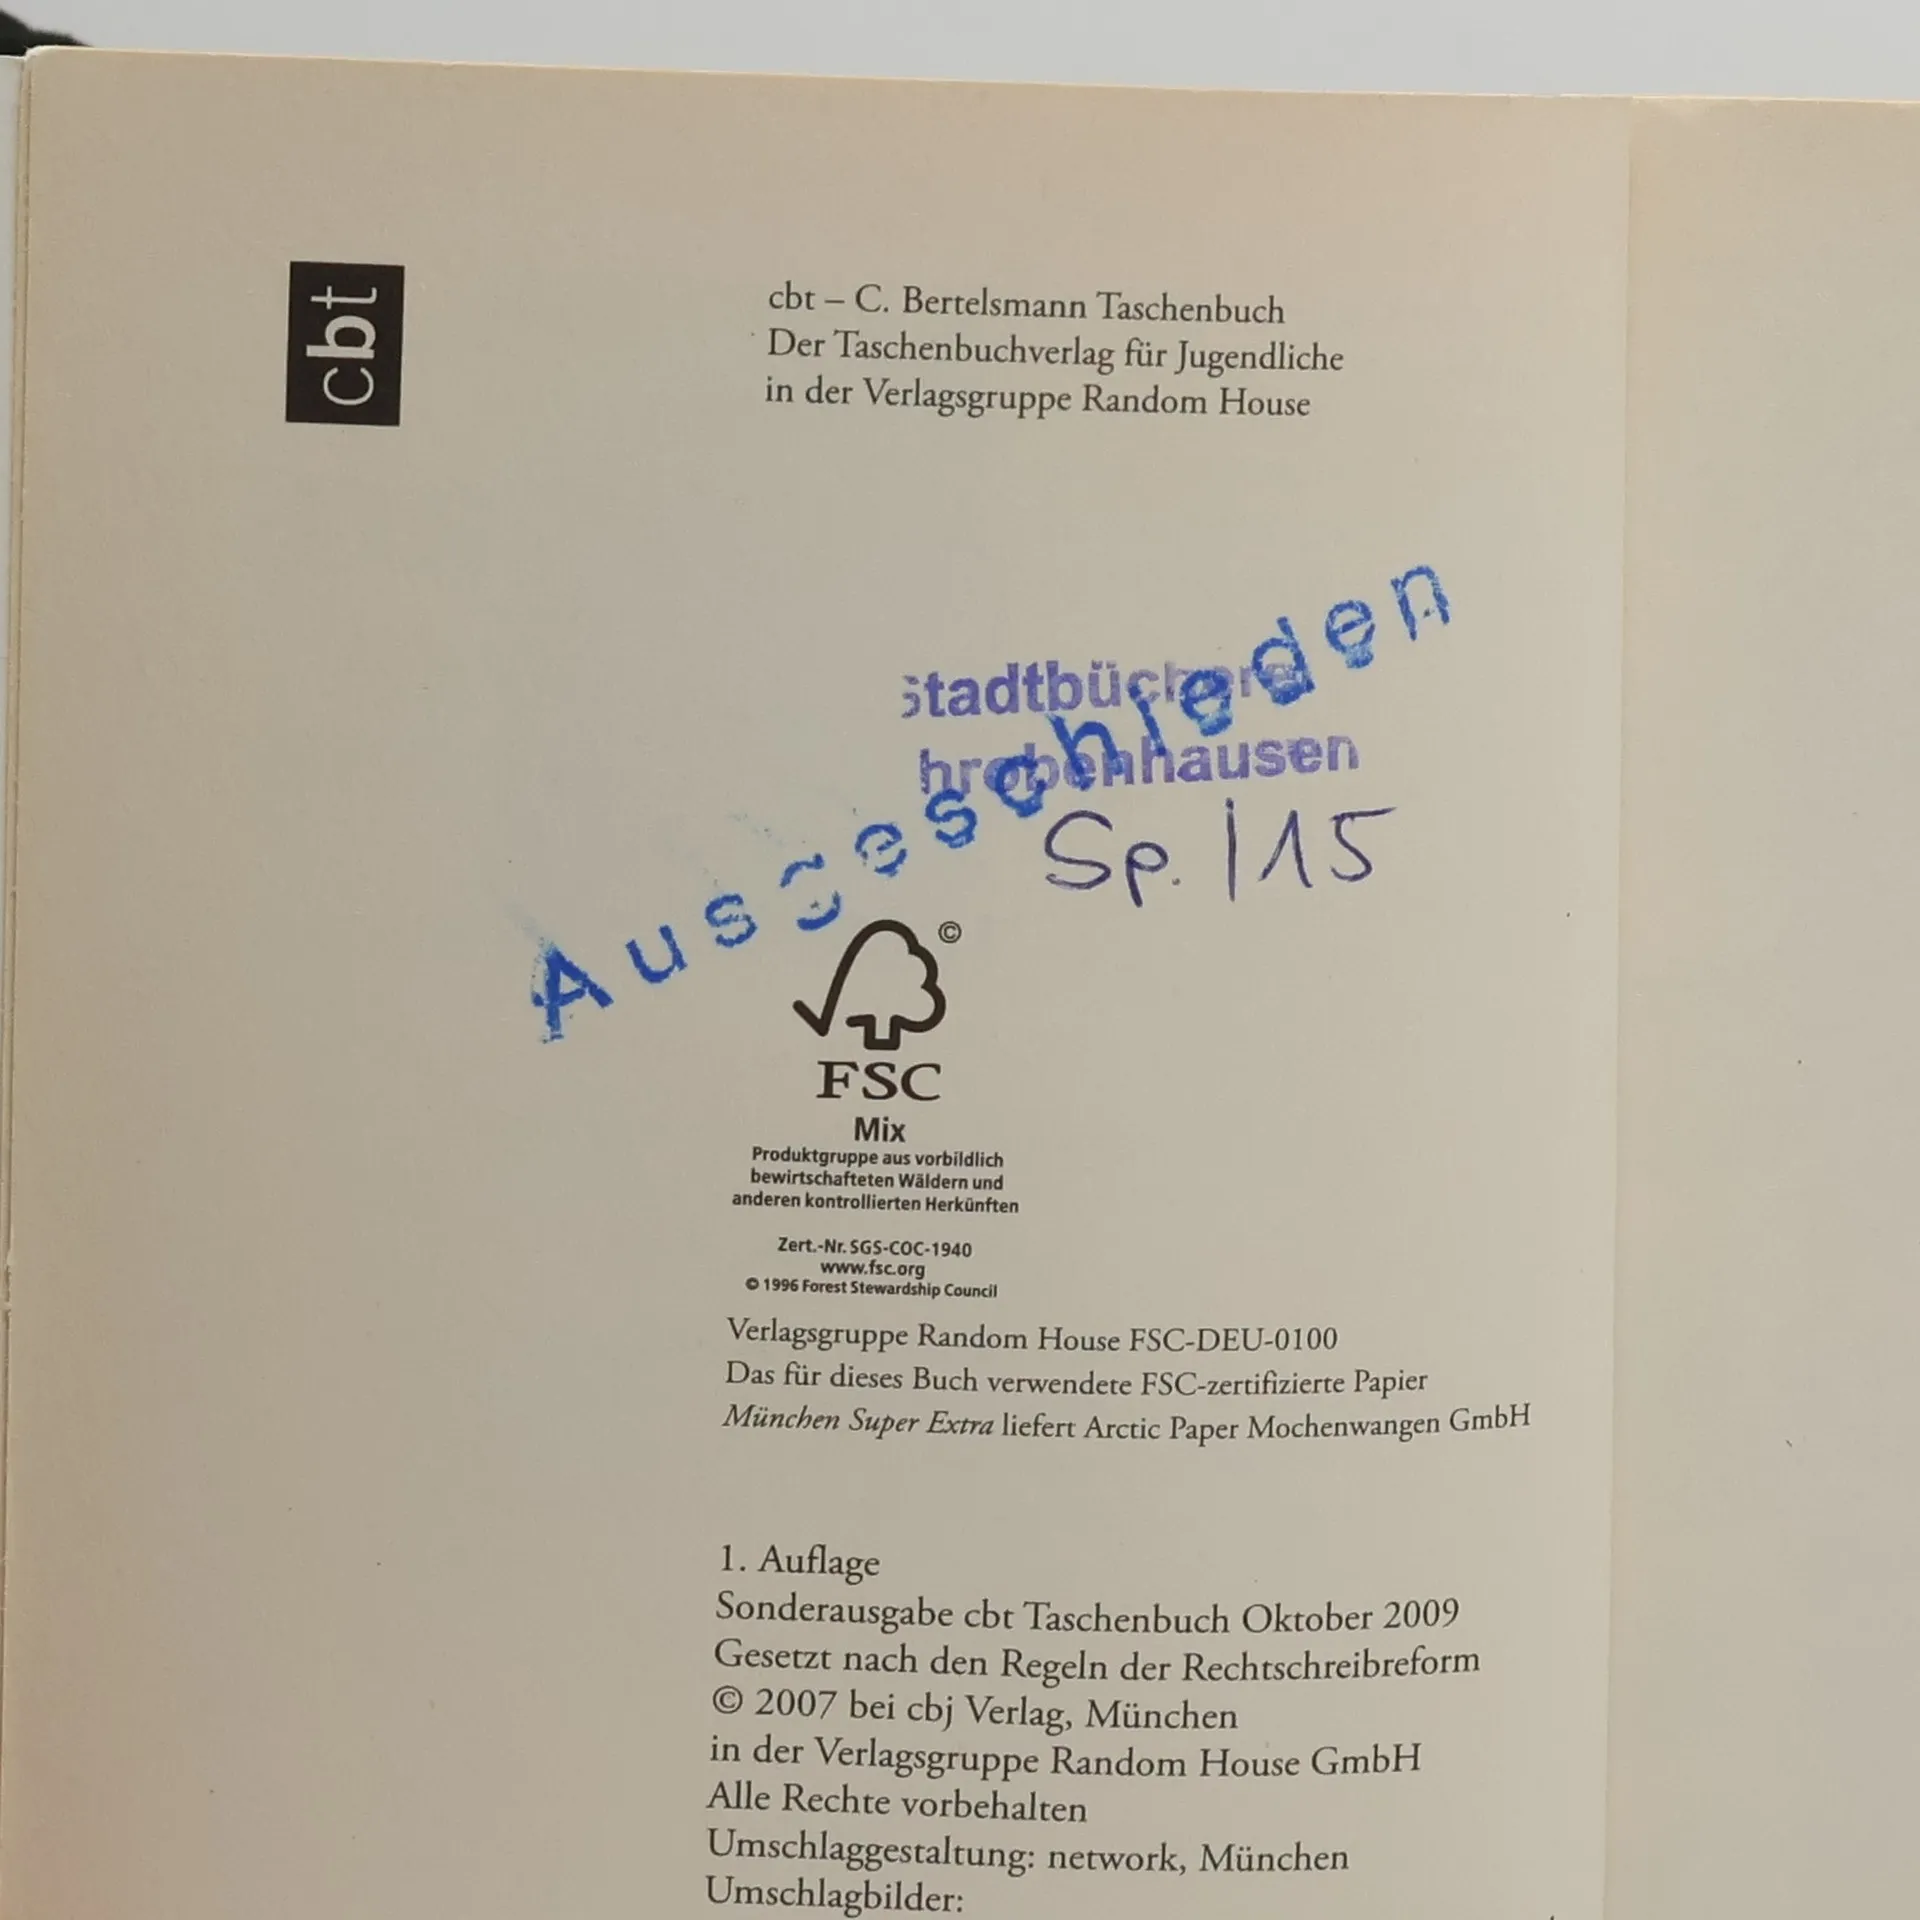 cbt
cbt – C. Bertelsmann Taschenbuch
Der Taschenbuchverlag für Jugendliche
in der Verlagsgruppe Random House
Stadtbücherei
hrobenhausen
Ausgeschieden
Sp. | 15
©
FSC
Mix
Produktgruppe aus vorbildlich
bewirtschafteten Wäldern und
anderen kontrollierten Herkünften
Zert.-Nr. SGS-COC-1940
www.fsc.org
© 1996 Forest Stewardship Council
Verlagsgruppe Random House FSC-DEU-0100
Das für dieses Buch verwendete FSC-zertifizierte Papier
München Super Extra liefert Arctic Paper Mochenwangen GmbH
1. Auflage
Sonderausgabe cbt Taschenbuch Oktober 2009
Gesetzt nach den Regeln der Rechtschreibreform
© 2007 bei cbj Verlag, München
in der Verlagsgruppe Random House GmbH
Alle Rechte vorbehalten
Umschlaggestaltung: network, München
Umschlagbilder: